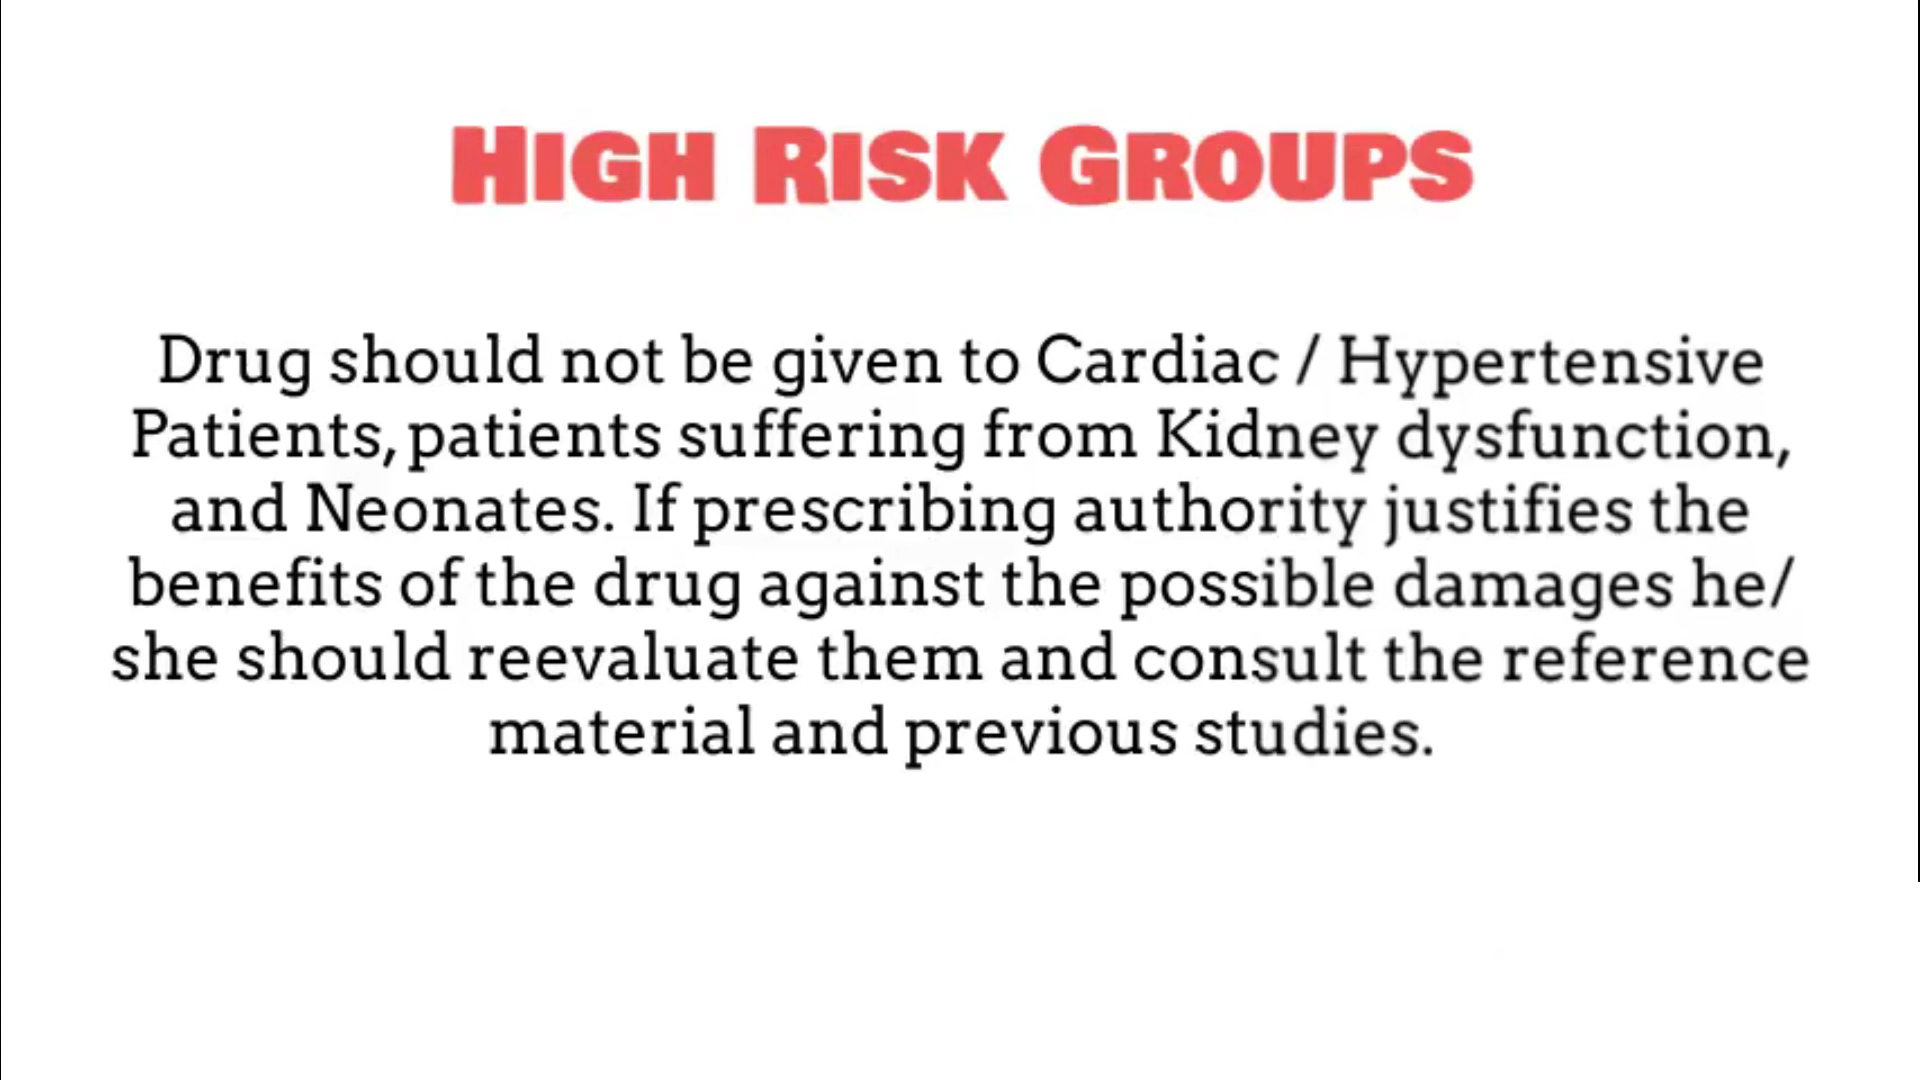 High Risk Groups
Drug should not be given to Cardiac / Hypertensive
Patients, patients suffering from Kidney dysfunction,
and Neonates. If prescribing authority justifies the
benefits of the drug against the possible damages he/
she should reevaluate them and consult the reference
material and previous studies.